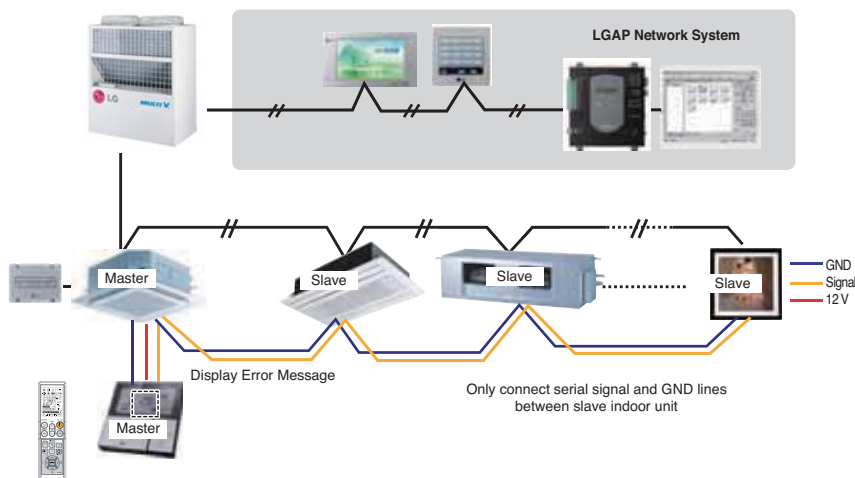 LGAP Network System
LG
MULTI V
Master
Slave
Slave
Slave
GND
Signal
12 V
Display Error Message
Only connect serial signal and GND lines
between slave indoor unit
Master